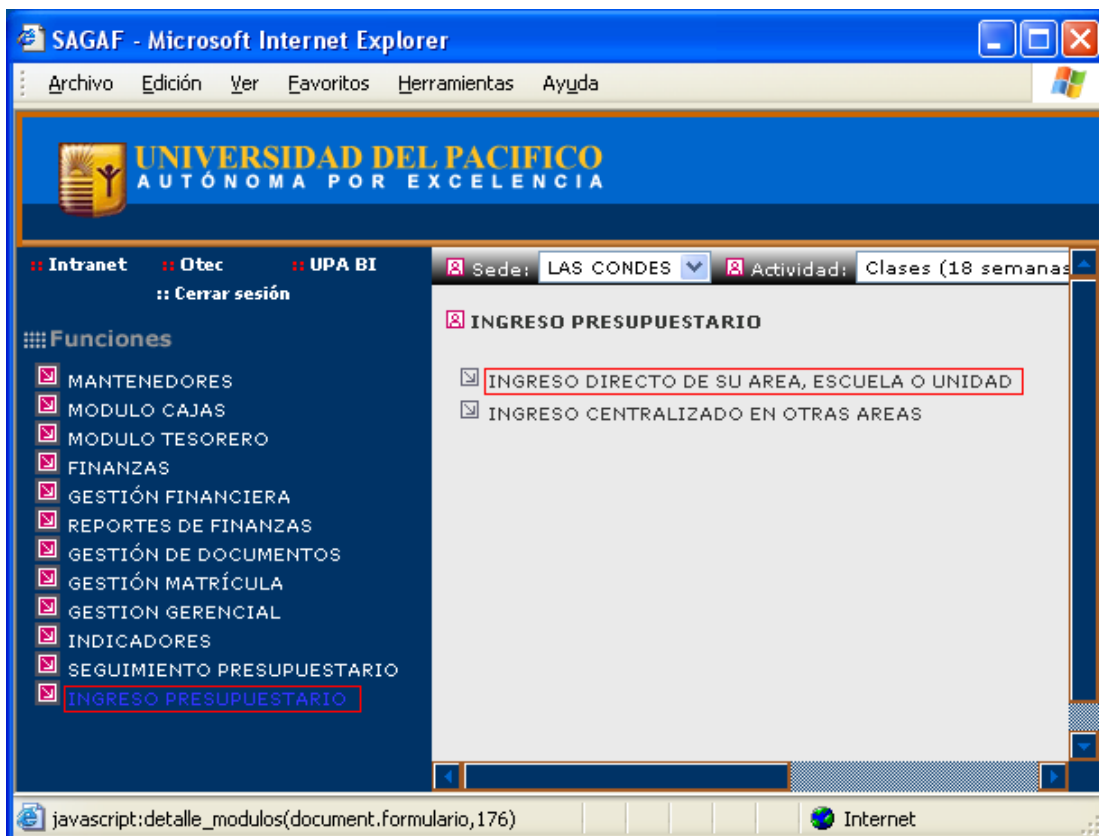 SAGAF - Microsoft Internet Explorer
Archivo Edición Ver Favoritos Herramientas Ayuda
UNIVERSIDAD DEL PACIFICO
AUTÓNOMA POR EXCELENCIA
:: Intranet :: Otec :: UPA BI
:: Cerrar sesión
Sede: LAS CONDES Actividad: Clases (18 semanas
Funciones
MANTENEDORES
MODULO CAJAS
MODULO TESORERO
FINANZAS
GESTIÓN FINANCIERA
REPORTES DE FINANZAS
GESTIÓN DE DOCUMENTOS
GESTIÓN MATRÍCULA
GESTION GERENCIAL
INDICADORES
SEGUIMIENTO PRESUPUESTARIO
INGRESO PRESUPUESTARIO
INGRESO PRESUPUESTARIO
INGRESO DIRECTO DE SU AREA, ESCUELA O UNIDAD
INGRESO CENTRALIZADO EN OTRAS AREAS
javascript:detalle_modulos(document.formulario,176) Internet